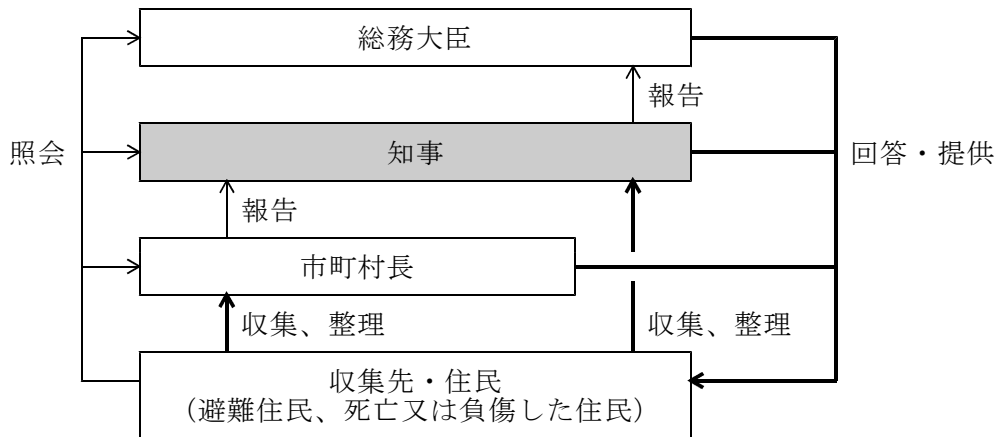 総務大臣
報告
照会
知事
回答・提供
報告
市町村長
収集、整理
収集、整理
収集先・住民
（避難住民、死亡又は負傷した住民）